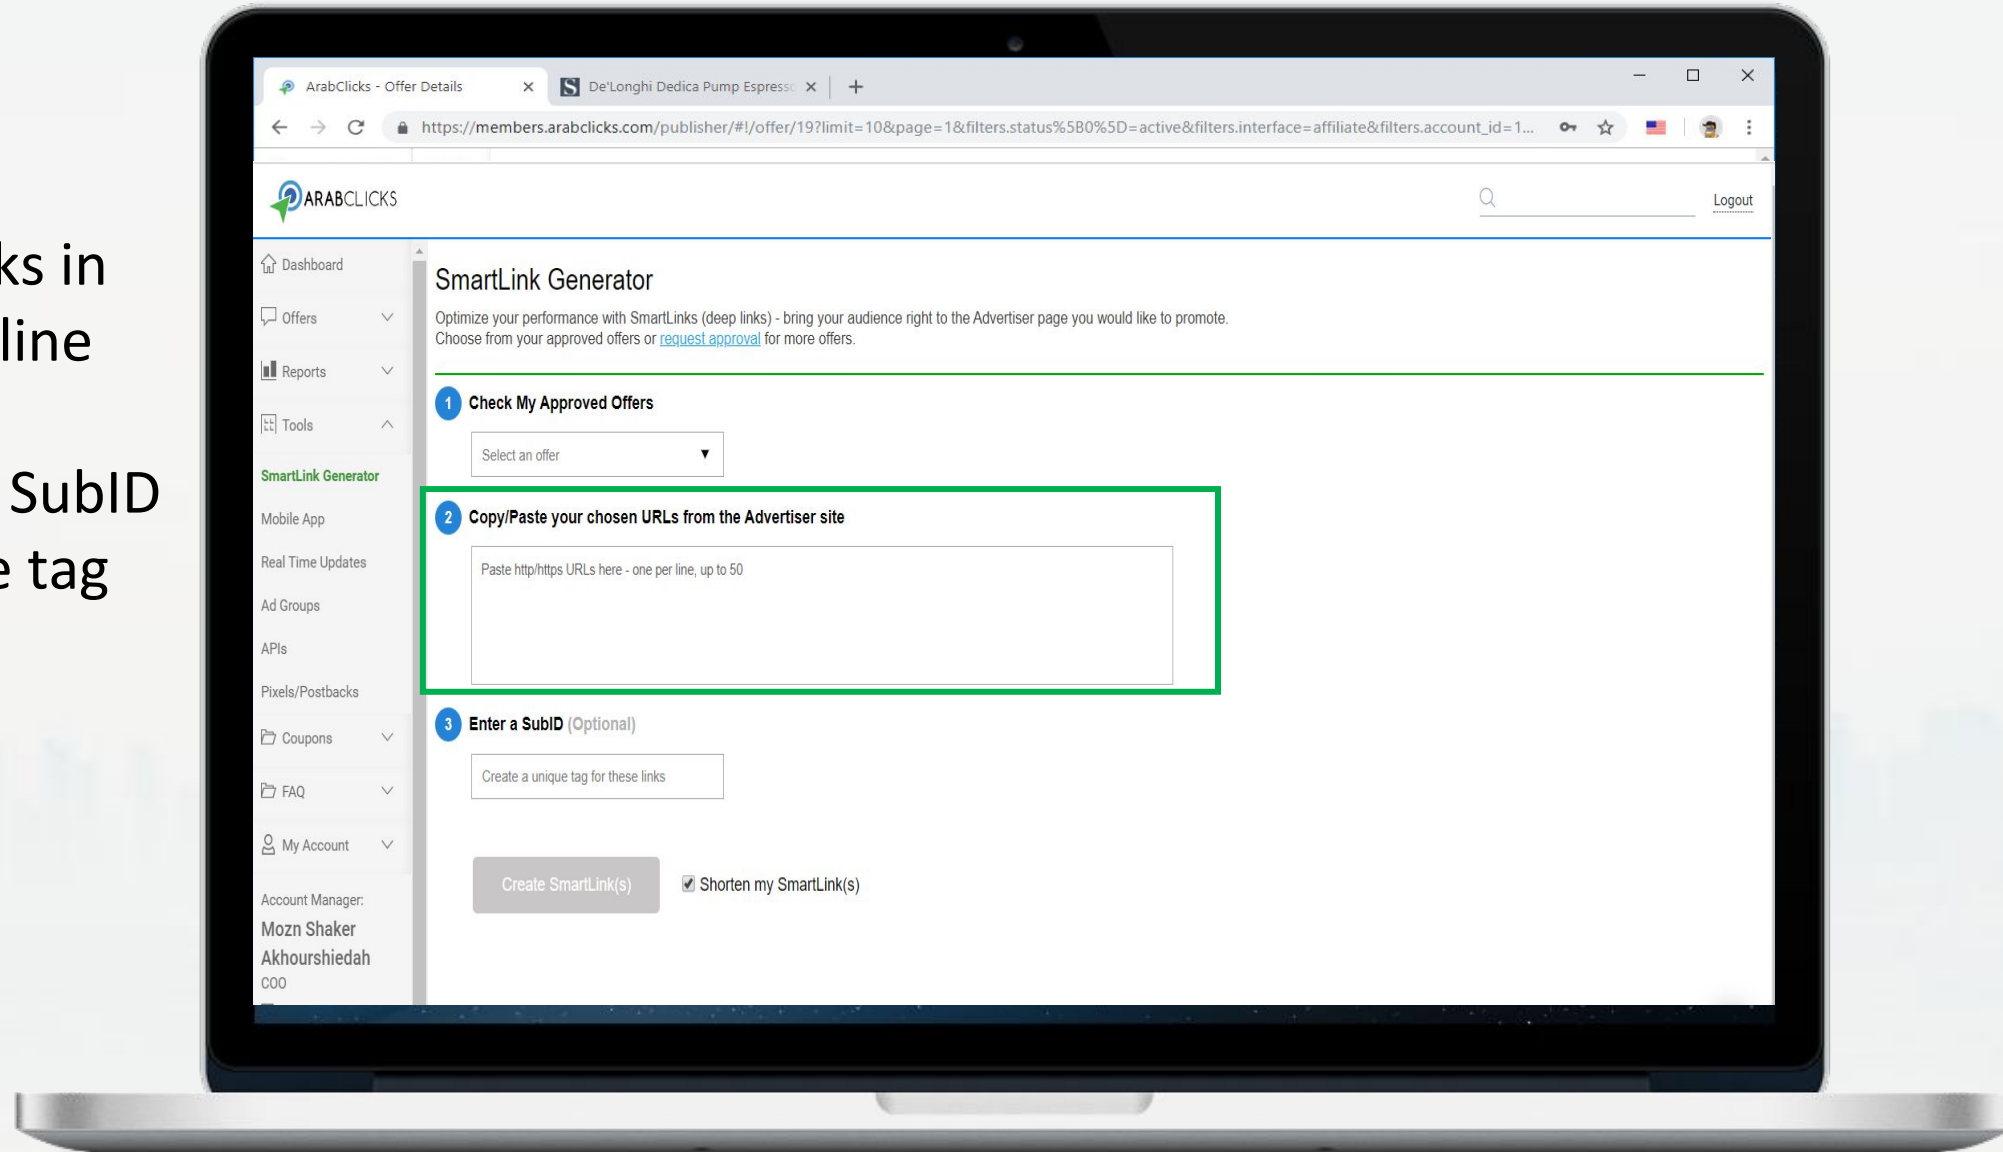 ks in
line
SubID
e tag
ArabClicks - Offer Details
De'Longhi Dedica Pump Espresso
https://members.arabclicks.com/publisher/#!/offer/19?limit=10&page=1&filters.status%5B0%5D=active&filters.interface=affiliate&filters.account_id=1...
ARABCLICKS
Logout
Dashboard
Offers
Reports
Tools
SmartLink Generator
Mobile App
Real Time Updates
Ad Groups
APIs
Pixels/Postbacks
Coupons
FAQ
My Account
Account Manager:
Mozn Shaker
Akhourshiedah
COO
SmartLink Generator
Optimize your performance with SmartLinks (deep links) - bring your audience right to the Advertiser page you would like to promote.
Choose from your approved offers or request approval for more offers.
1 Check My Approved Offers
Select an offer
2 Copy/Paste your chosen URLs from the Advertiser site
Paste http/https URLs here - one per line, up to 50
3 Enter a SubID (Optional)
Create a unique tag for these links
Create SmartLink(s)
Shorten my SmartLink(s)